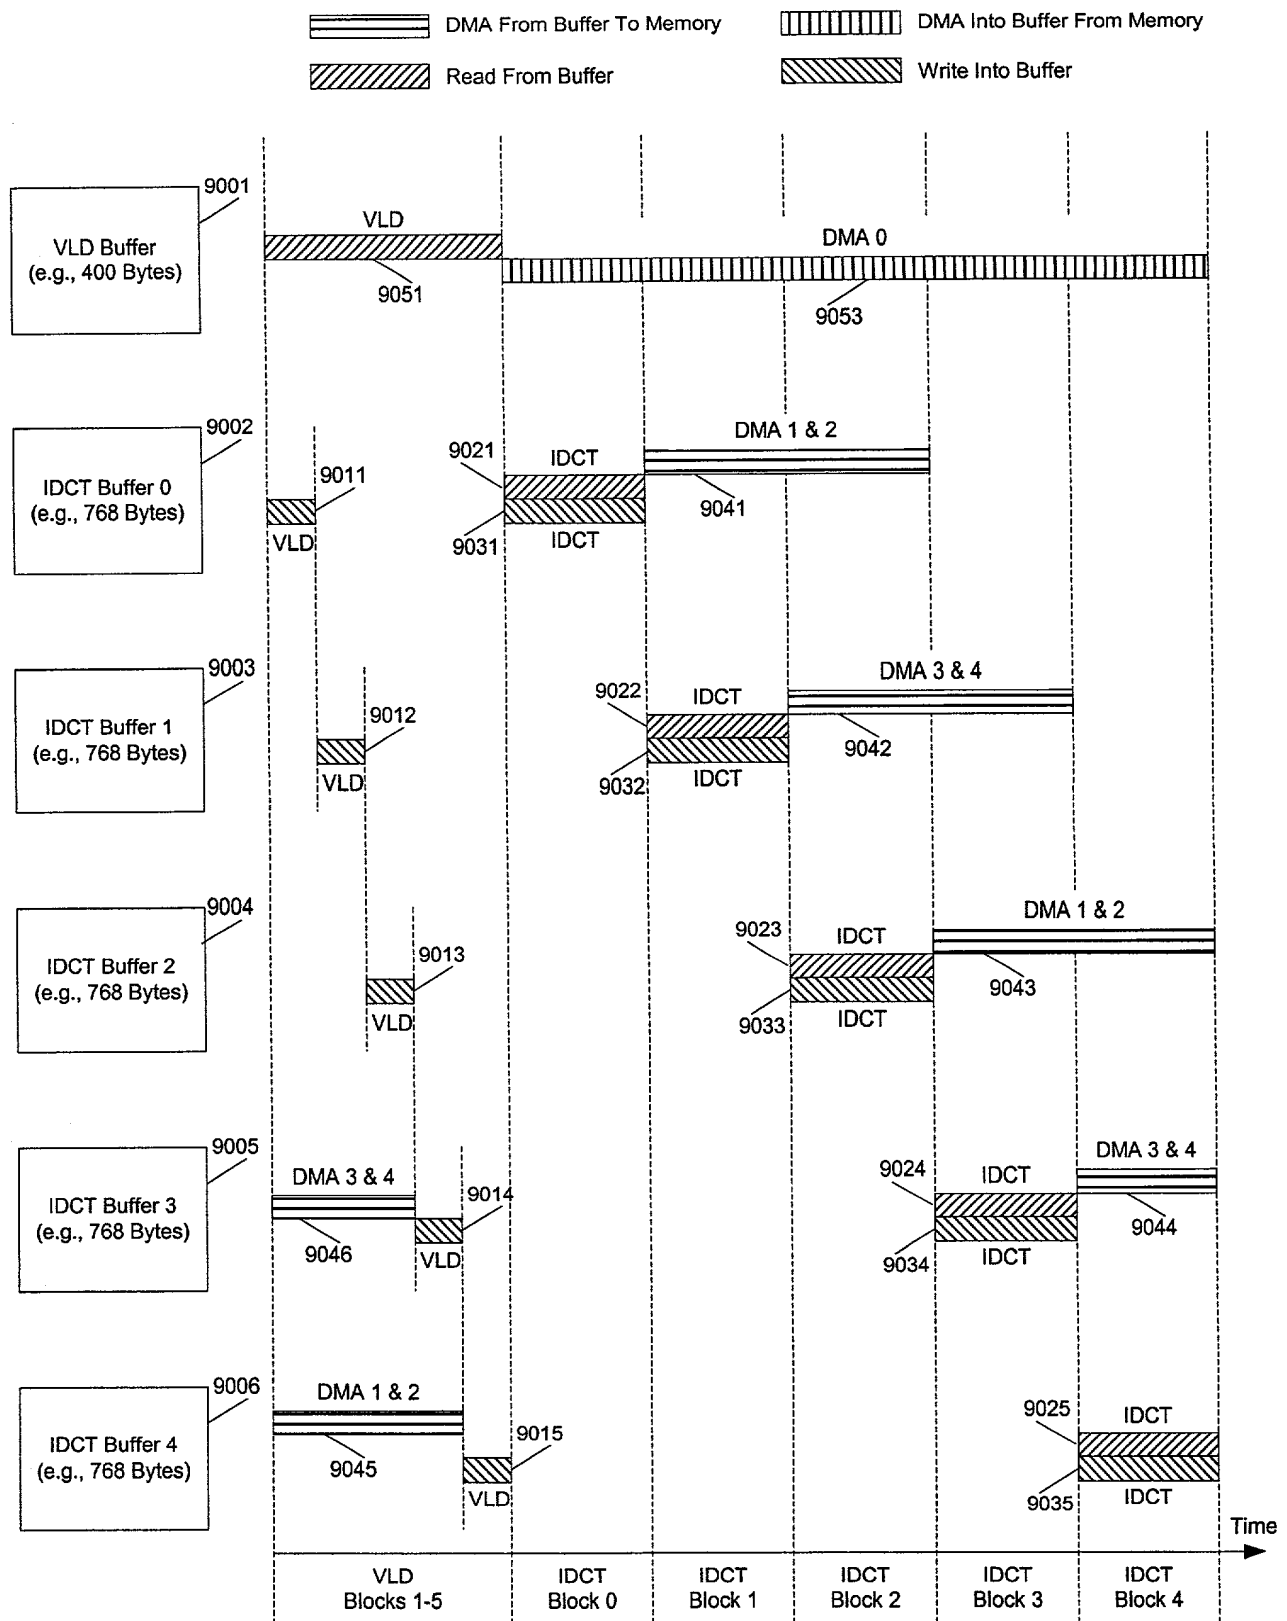 DMA From Buffer To Memory
DMA Into Buffer From Memory
Read From Buffer
Write Into Buffer
9001
VLD Buffer
(e.g., 400 Bytes)
VLD
9051
DMA 0
9053
9002
IDCT Buffer 0
(e.g., 768 Bytes)
9011
VLD
9021
IDCT
9031
IDCT
DMA 1 & 2
9041
9003
IDCT Buffer 1
(e.g., 768 Bytes)
9012
VLD
9022
IDCT
9032
IDCT
DMA 3 & 4
9042
9004
IDCT Buffer 2
(e.g., 768 Bytes)
9013
VLD
9023
IDCT
9033
IDCT
DMA 1 & 2
9043
9005
IDCT Buffer 3
(e.g., 768 Bytes)
DMA 3 & 4
9046
9014
VLD
9024
IDCT
9034
IDCT
DMA 3 & 4
9044
9006
IDCT Buffer 4
(e.g., 768 Bytes)
DMA 1 & 2
9045
9015
VLD
9025
IDCT
9035
IDCT
Time
VLD
Blocks 1-5
IDCT
Block 0
IDCT
Block 1
IDCT
Block 2
IDCT
Block 3
IDCT
Block 4